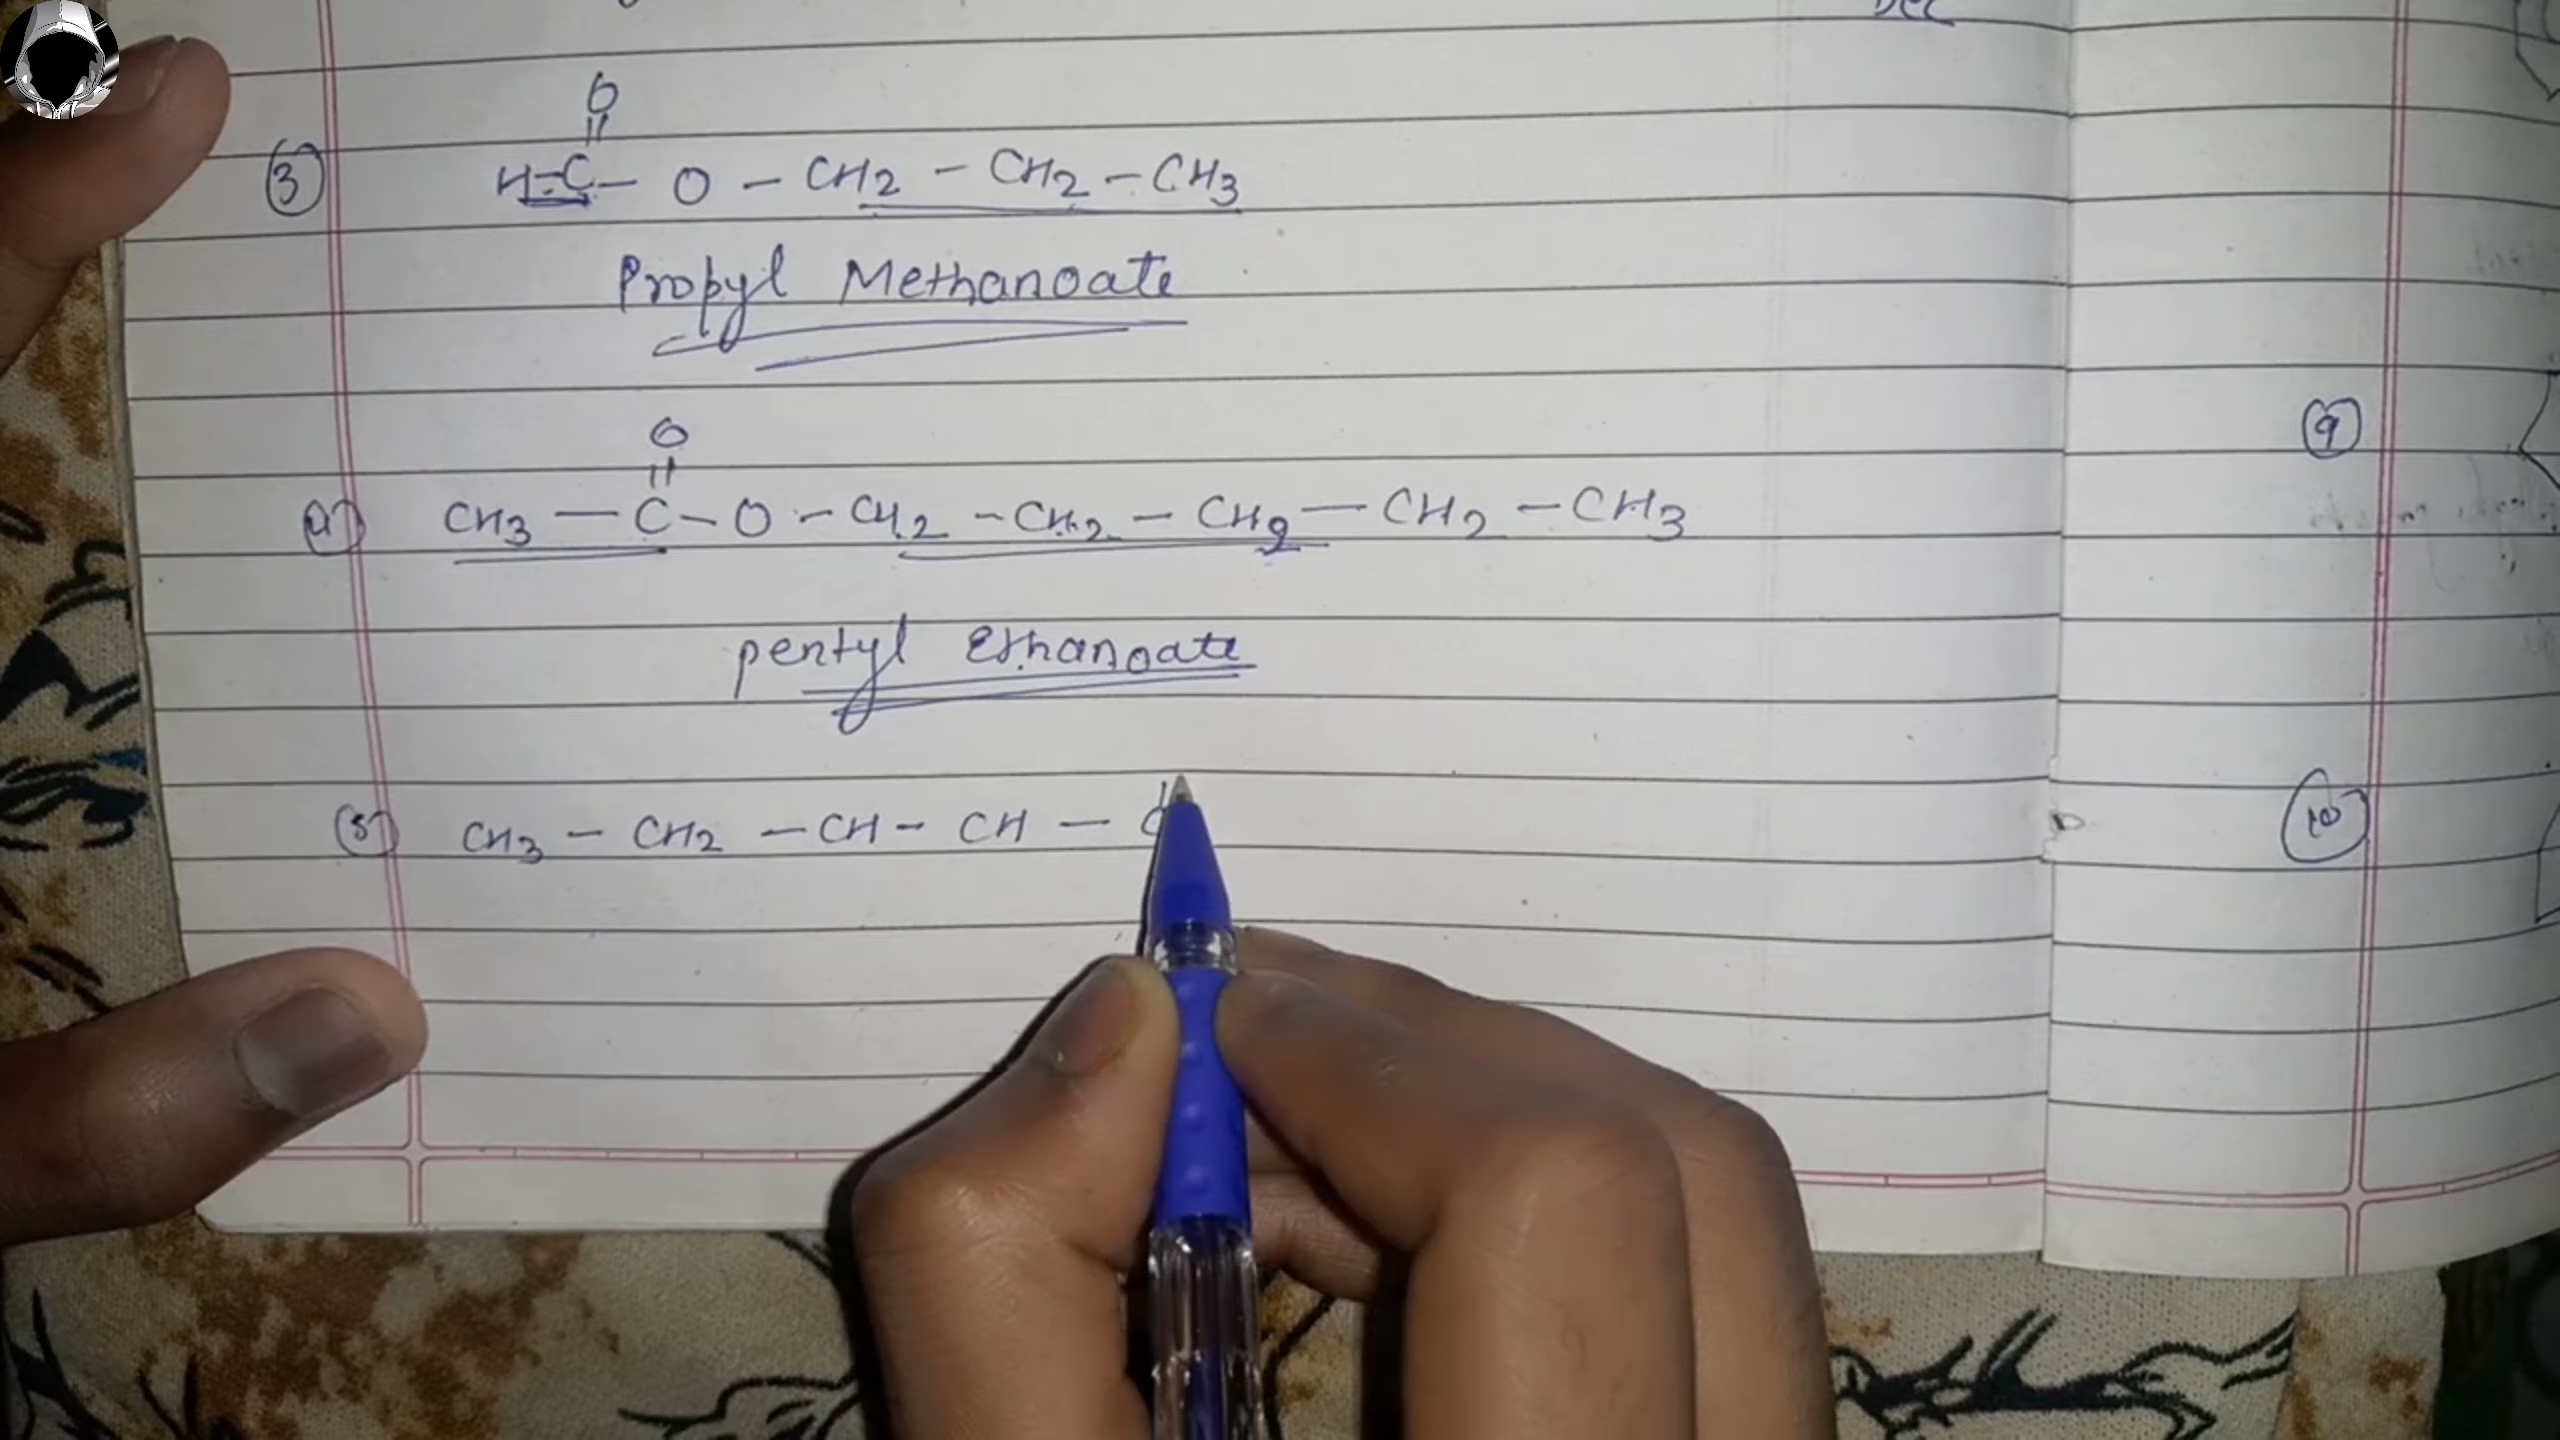 O
||
(3) H-C - O - CH2 - CH2 - CH3
Propyl Methanoate
O
||
(4) CH3 - C - O - CH2 - CH2 - CH2 - CH2 - CH3
pentyl Ethanoate
(5) CH3 - CH2 - CH - CH - C
(9)
(10)